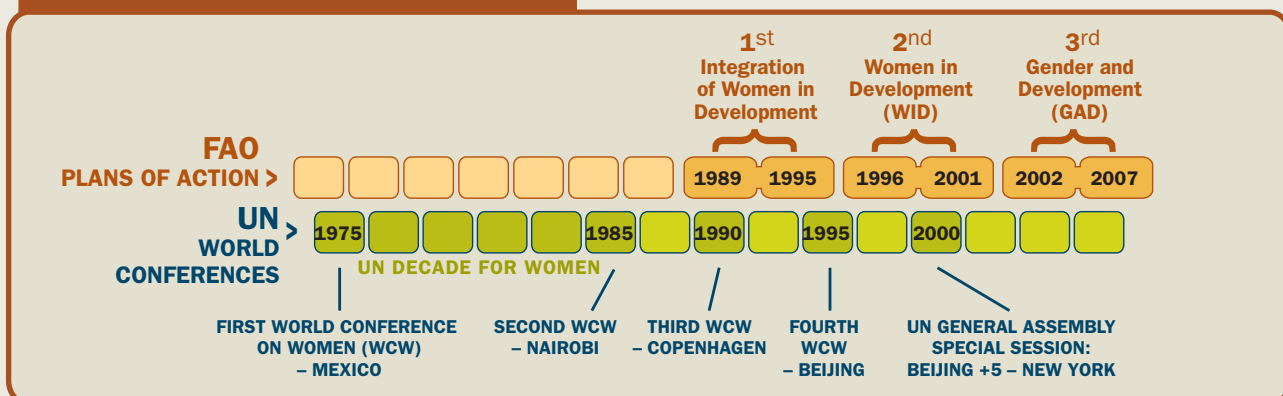 1st
Integration
of Women in
Development
2nd
Women in
Development
(WID)
3rd
Gender and
Development
(GAD)
FAO
PLANS OF ACTION >
1989 1995 1996 2001 2002 2007
UN >
WORLD
CONFERENCES
1975 1985 1990 1995 2000
UN DECADE FOR WOMEN
FIRST WORLD CONFERENCE
ON WOMEN (WCW)
– MEXICO
SECOND WCW
– NAIROBI
THIRD WCW
– COPENHAGEN
FOURTH
WCW
– BEIJING
UN GENERAL ASSEMBLY
SPECIAL SESSION:
BEIJING +5 – NEW YORK